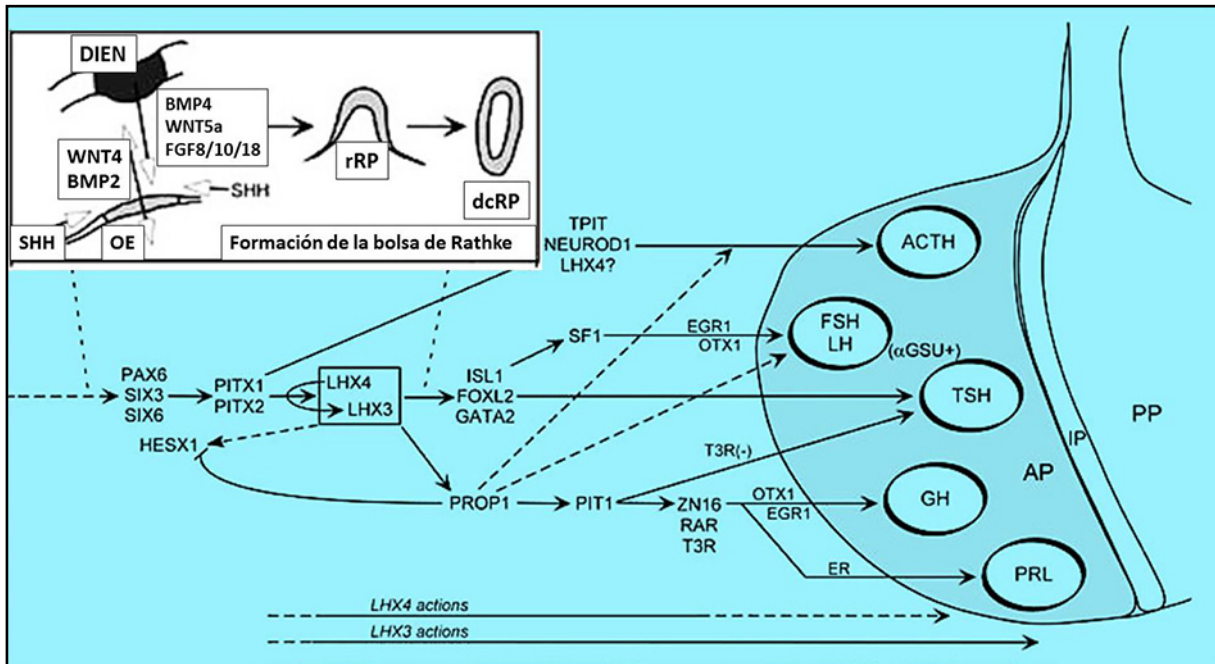 DIEN
BMP4
WNT5a
FGF8/10/18
WNT4
BMP2
SHH
SHH
OE
rRP
dcRP
Formación de la bolsa de Rathke
TPIT
NEUROD1
LHX4?
ACTH
SF1
EGR1
OTX1
FSH
LH
(αGSU+)
PAX6
SIX3
SIX6
PITX1
PITX2
LHX4
LHX3
ISL1
FOXL2
GATA2
TSH
PP
IP
AP
HESX1
T3R(-)
PROP1
PIT1
ZN16
RAR
T3R
OTX1
EGR1
GH
ER
PRL
LHX4 actions
LHX3 actions